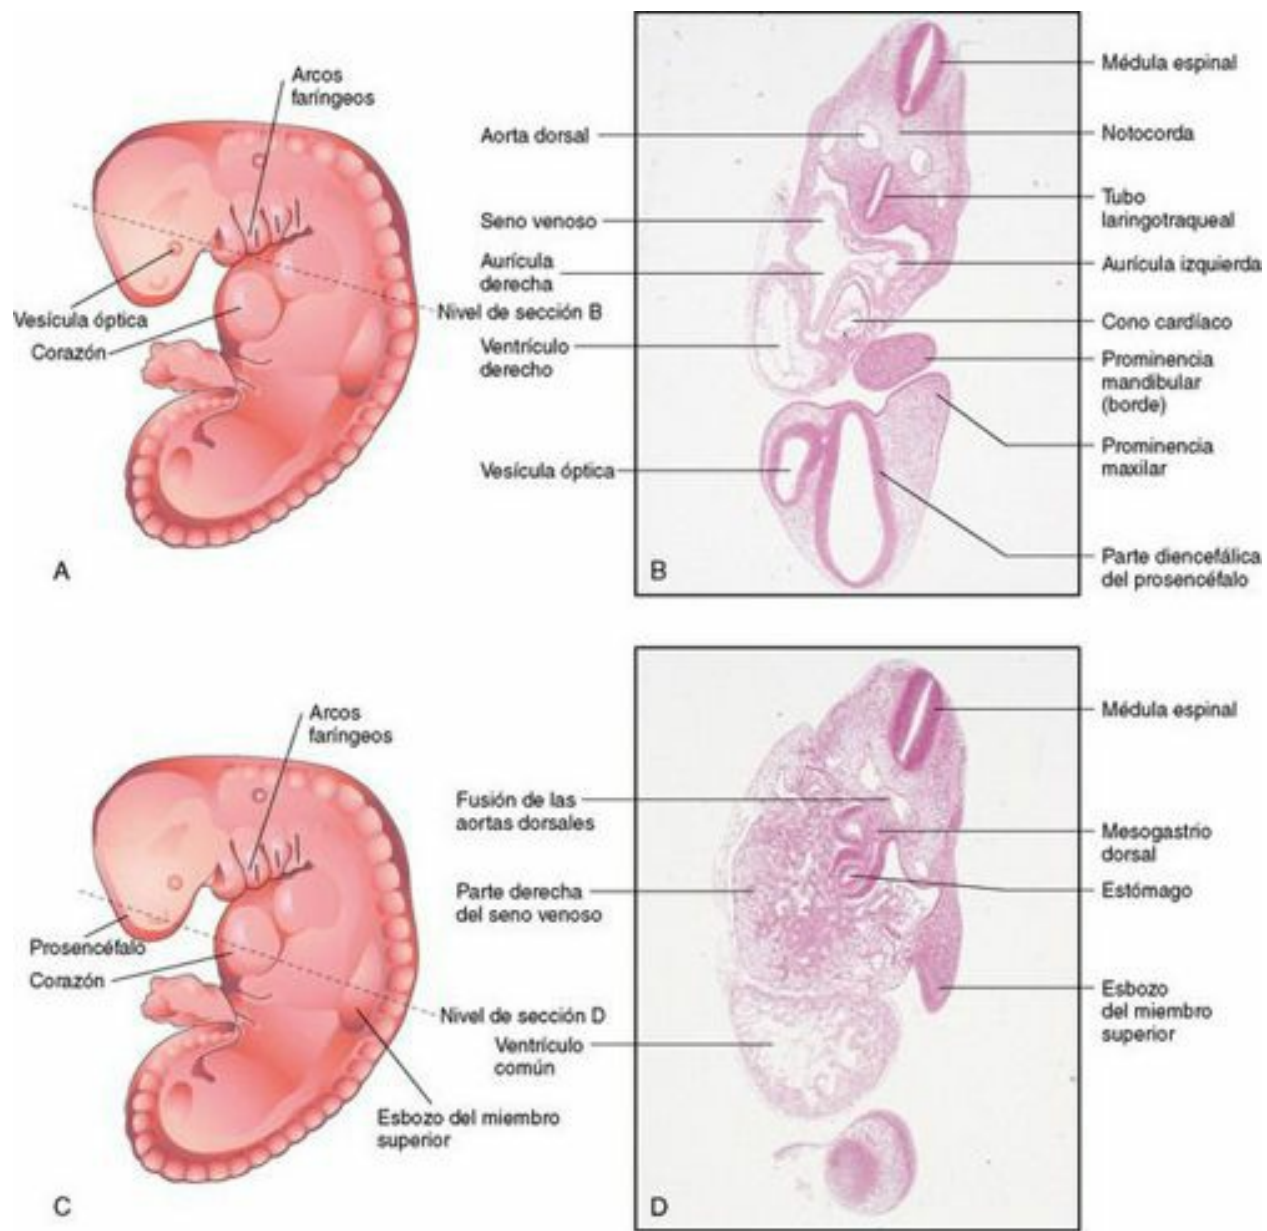 Arcos
faríngeos
Vesícula óptica
Corazón
Nivel de sección B
A
Aorta dorsal
Seno venoso
Aurícula
derecha
Ventrículo
derecho
Vesícula óptica
Médula espinal
Notocorda
Tubo
laringotraqueal
Aurícula izquierda
Cono cardíaco
Prominencia
mandibular
(borde)
Prominencia
maxilar
Parte diencefálica
del prosencéfalo
B
Arcos
faríngeos
Prosencéfalo
Corazón
Nivel de sección D
Esbozo del miembro
superior
C
Fusión de las
aortas dorsales
Parte derecha
del seno venoso
Ventrículo
común
Médula espinal
Mesogastrio
dorsal
Estómago
Esbozo
del miembro
superior
D